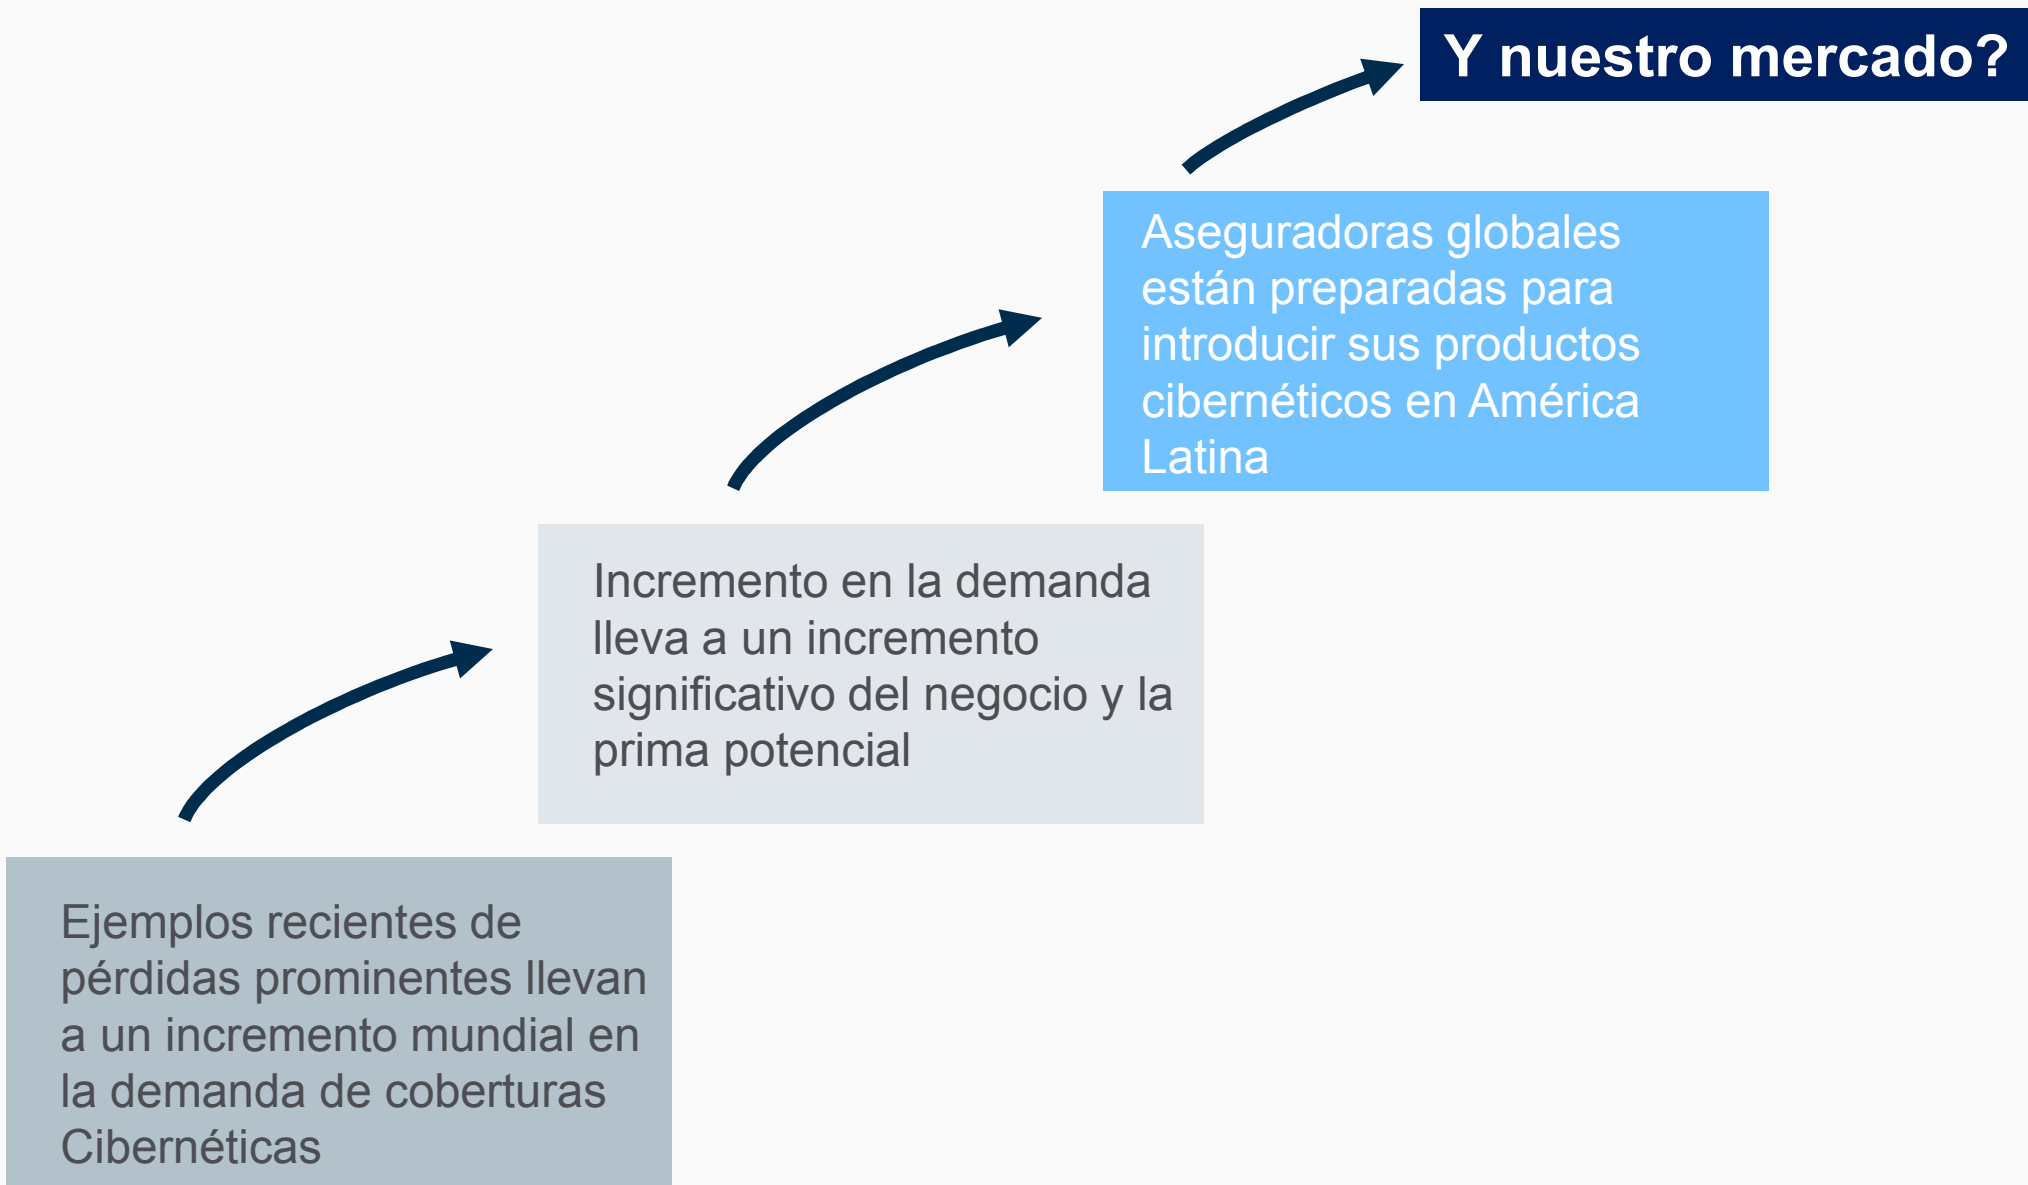 Y nuestro mercado?
Aseguradoras globales
están preparadas para
introducir sus productos
cibernéticos en América
Latina
Incremento en la demanda
lleva a un incremento
significativo del negocio y la
prima potencial
Ejemplos recientes de
pérdidas prominentes llevan
a un incremento mundial en
la demanda de coberturas
Cibernéticas